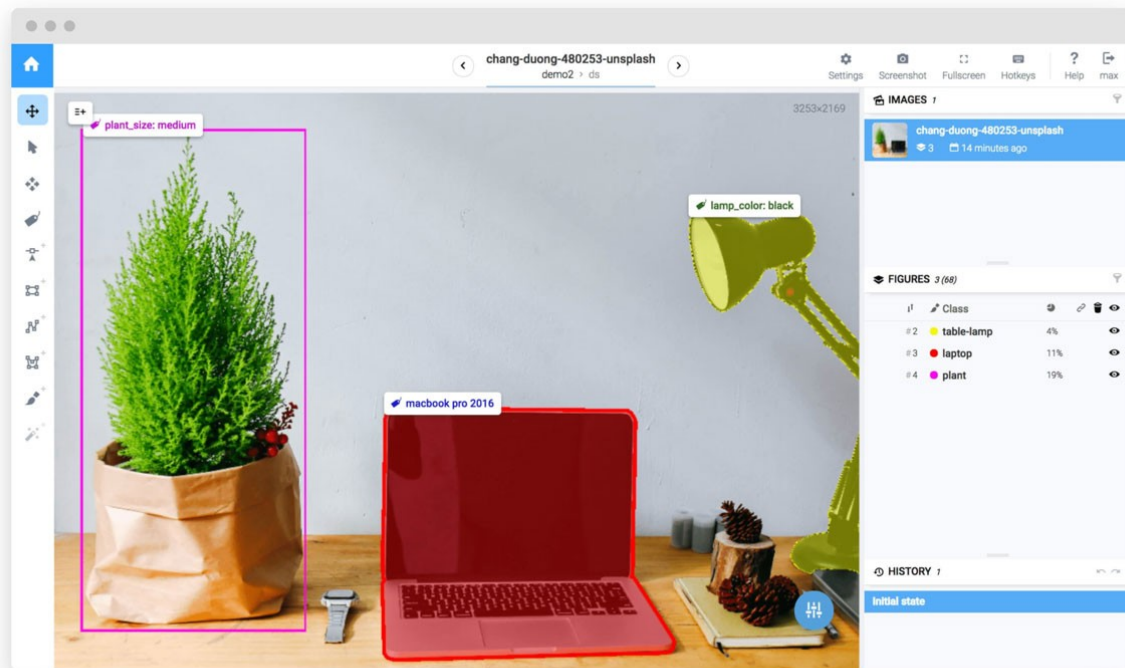 chang-duong-480253-unsplash
demo2 > ds
Settings
Screenshot
Fullscreen
Hotkeys
Help
max
3253×2169
plant_size: medium
lamp_color: black
macbook pro 2016
IMAGES 1
chang-duong-480253-unsplash
3 14 minutes ago
FIGURES 3 (68)
Class
#2 table-lamp 4%
#3 laptop 11%
#4 plant 19%
HISTORY 1
Initial state